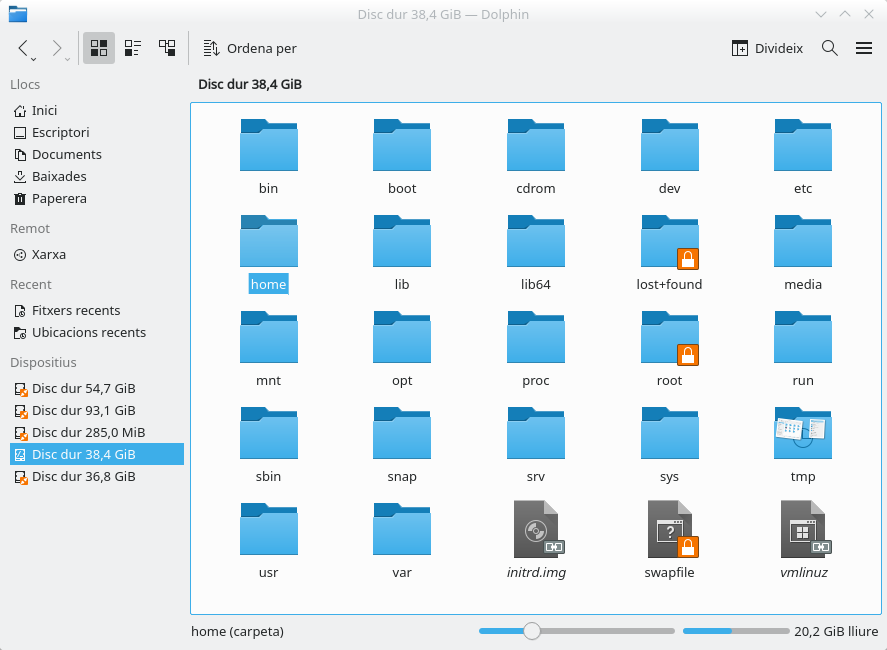 Disc dur 38,4 GiB — Dolphin
Ordena per
Divideix
Llocs
Inici
Escriptori
Documents
Baixades
Paperera
Remot
Xarxa
Recent
Fitxers recents
Ubicacions recents
Dispositius
Disc dur 54,7 GiB
Disc dur 93,1 GiB
Disc dur 285,0 MiB
Disc dur 38,4 GiB
Disc dur 36,8 GiB
Disc dur 38,4 GiB
bin boot cdrom dev etc
home lib lib64 lost+found media
mnt opt proc root run
sbin snap srv sys tmp
usr var initrd.img swapfile vmlinuz
home (carpeta)
20,2 GiB lliure